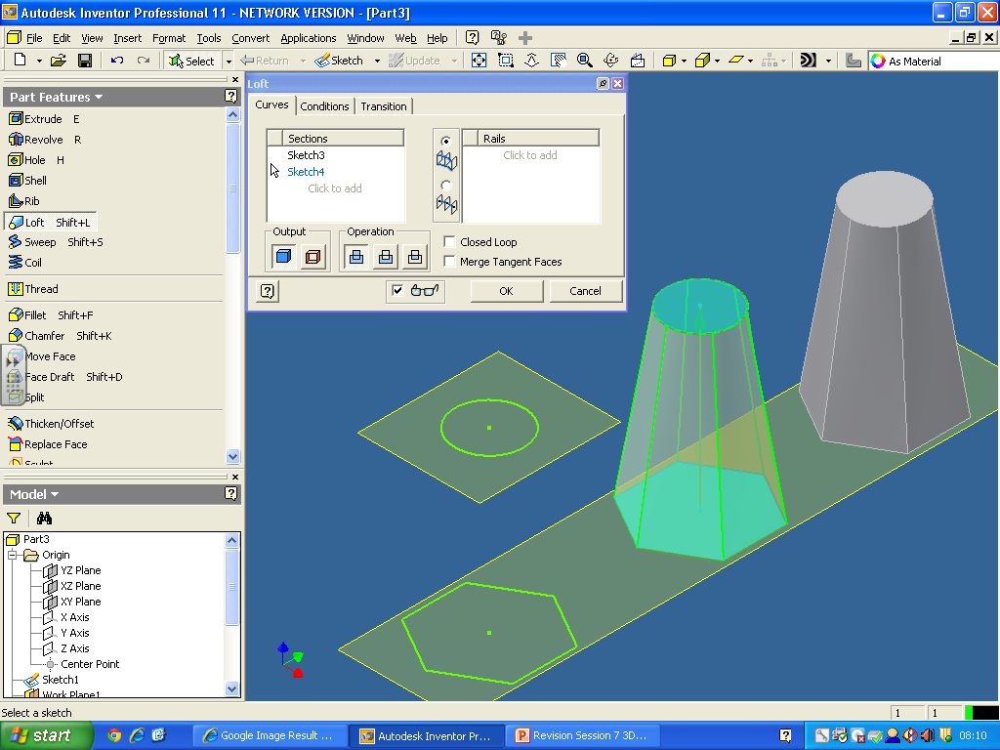 Autodesk Inventor Professional 11 - NETWORK VERSION - [Part3]
File Edit View Insert Format Tools Convert Applications Window Web Help
Select Return Sketch Update As Material
Part Features
Extrude E
Revolve R
Hole H
Shell
Rib
Loft Shift+L
Sweep Shift+S
Coil
Thread
Fillet Shift+F
Chamfer Shift+K
Move Face
Face Draft Shift+D
Split
Thicken/Offset
Replace Face
Sculpt
Loft
Curves Conditions Transition
Sections
Sketch3
Sketch4
Click to add
Rails
Click to add
Output
Operation
Closed Loop
Merge Tangent Faces
OK Cancel
Model
Part3
Origin
YZ Plane
XZ Plane
XY Plane
X Axis
Y Axis
Z Axis
Center Point
Sketch1
Work Plane1
Select a sketch
1 1
start
Google Image Result ...
Autodesk Inventor Pr...
Revision Session 7 3D...
08:10